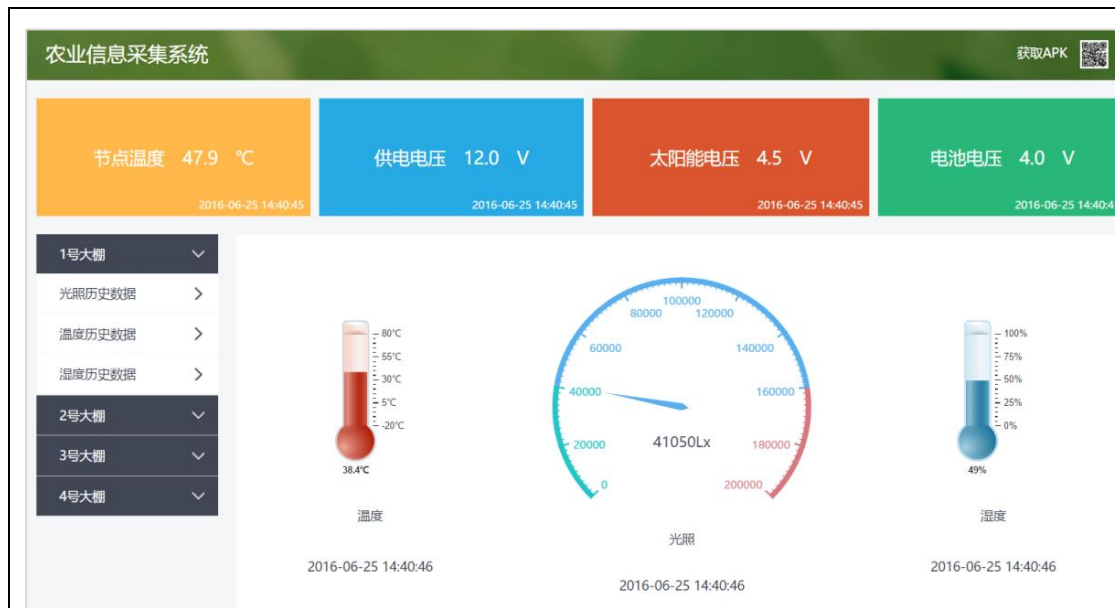 农业信息采集系统
获取APK
节点温度 47.9 ℃
2016-06-25 14:40:45
供电电压 12.0 V
2016-06-25 14:40:45
太阳能电压 4.5 V
2016-06-25 14:40:45
电池电压 4.0 V
2016-06-25 14:40:4
1号大棚
光照历史数据
温度历史数据
湿度历史数据
2号大棚
3号大棚
4号大棚
80℃
55℃
30℃
5℃
-20℃
38.4℃
温度
2016-06-25 14:40:46
0
20000
40000
60000
80000
100000
120000
140000
160000
180000
200000
41050Lx
光照
2016-06-25 14:40:46
100%
75%
50%
25%
0%
49%
湿度
2016-06-25 14:40:46